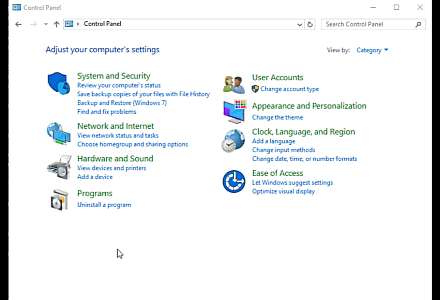 Control Panel
Control Panel
Search Control Panel
Adjust your computer's settings
View by: Category
System and Security
Review your computer's status
Save backup copies of your files with File History
Backup and Restore (Windows 7)
Find and fix problems
Network and Internet
View network status and tasks
Choose homegroup and sharing options
Hardware and Sound
View devices and printers
Add a device
Programs
Uninstall a program
User Accounts
Change account type
Appearance and Personalization
Change the theme
Clock, Language, and Region
Add a language
Change input methods
Change date, time, or number formats
Ease of Access
Let Windows suggest settings
Optimize visual display